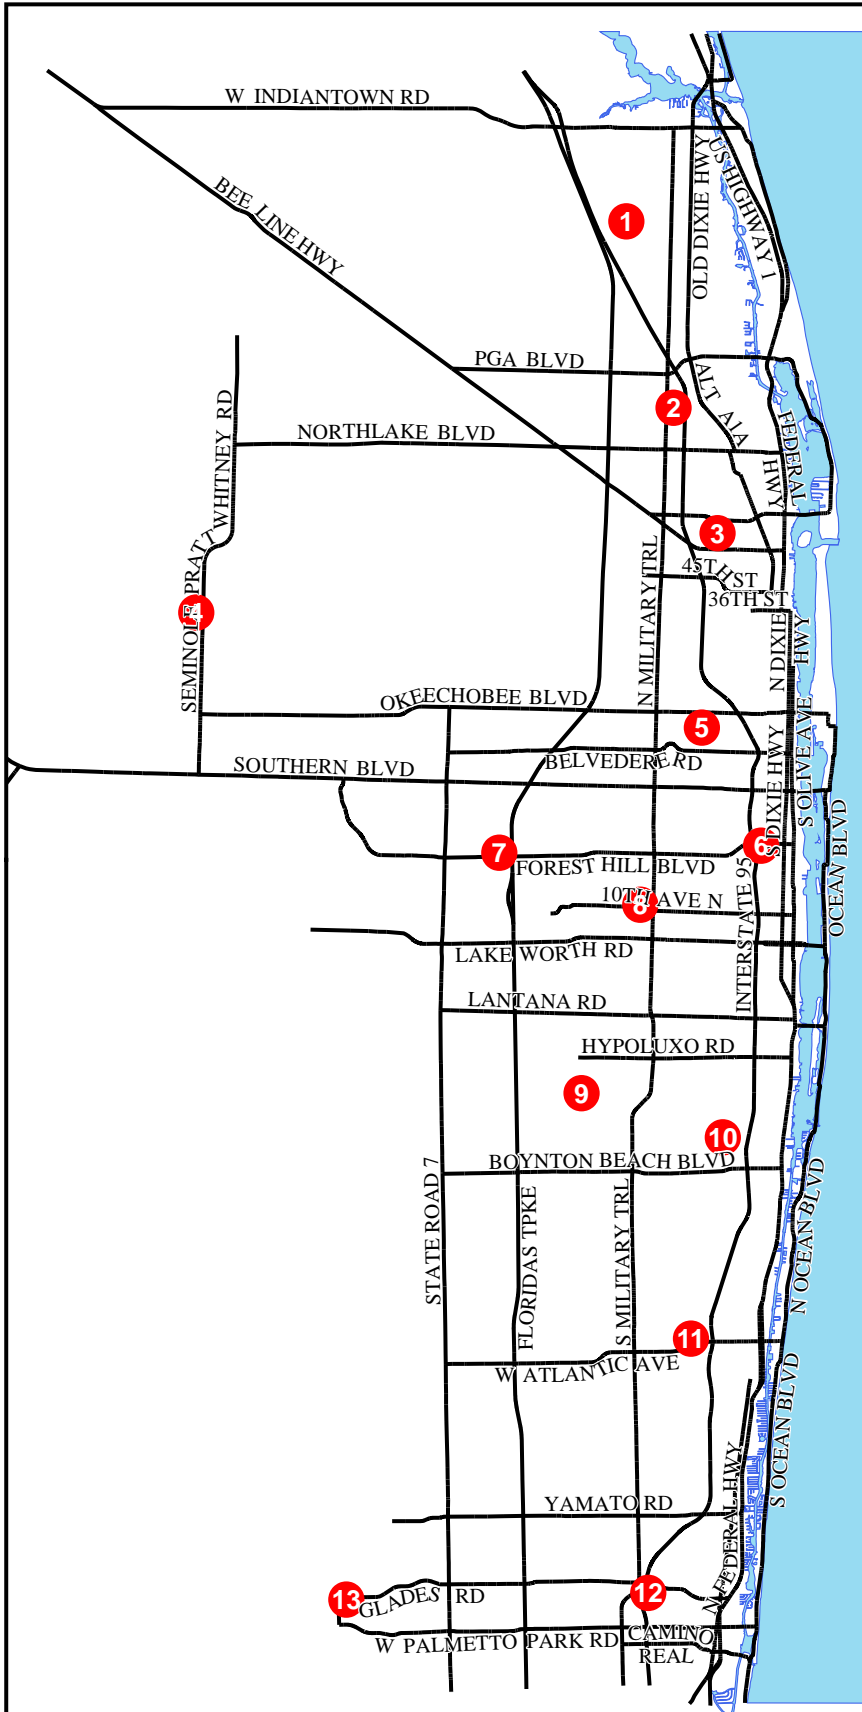 W INDIANTOWN RD
OLD DIXIE HWY
US HIGHWAY 1
BEE LINE HWY
1
PGA BLVD
ALT A1A
2
SEMINOLE PRATT WHITNEY RD
NORTHLAKE BLVD
FEDERAL HWY
3
N MILITARY TRL
45TH ST
36TH ST
4
N DIXIE HWY
OKEECHOBEE BLVD
5
SOUTHERN BLVD
BELVEDERE RD
S DIXIE HWY
S OLIVE AVE
OCEAN BLVD
6
7
FOREST HILL BLVD
INTERSTATE 95
8
10TH AVE N
LAKE WORTH RD
LANTANA RD
HYPOLUXO RD
9
10
BOYNTON BEACH BLVD
STATE ROAD 7
FLORIDAS TPKE
S MILITARY TRL
N OCEAN BLVD
11
W ATLANTIC AVE
S OCEAN BLVD
N FEDERAL HWY
YAMATO RD
12
13
GLADES RD
W PALMETTO PARK RD
CAMINO
REAL